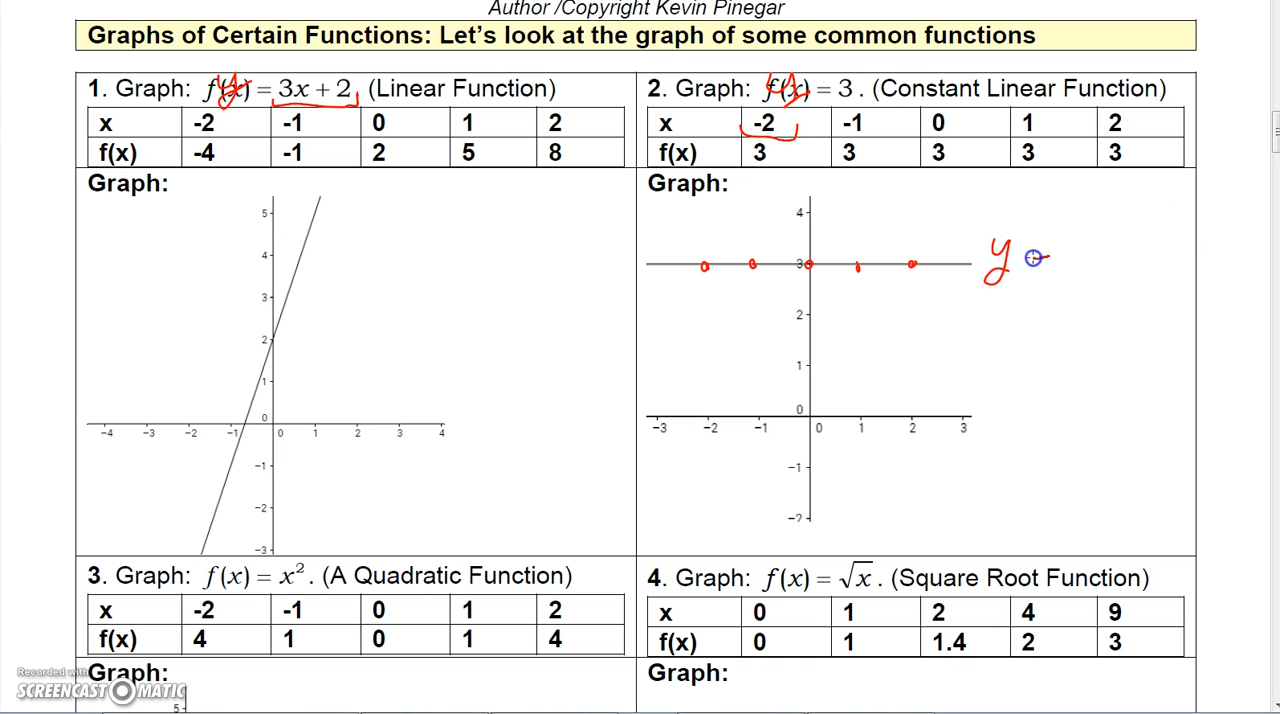 Author /Copyright Kevin Pinegar
Graphs of Certain Functions: Let's look at the graph of some common functions
1. Graph: f(x) = 3x + 2 (Linear Function)
y
x -2 -1 0 1 2
f(x) -4 -1 2 5 8
Graph:
5
4
3
2
1
0
-4 -3 -2 -1 0 1 2 3 4
-1
-2
-3
2. Graph: f(x) = 3 . (Constant Linear Function)
y
x -2 -1 0 1 2
f(x) 3 3 3 3 3
Graph:
4
3
y =
2
1
0
-3 -2 -1 0 1 2 3
-1
-2
3. Graph: f(x) = x². (A Quadratic Function)
x -2 -1 0 1 2
f(x) 4 1 0 1 4
Graph:
5
4. Graph: f(x) = √x . (Square Root Function)
x 0 1 2 4 9
f(x) 0 1 1.4 2 3
Graph:
Recorded with
SCREENCAST MATIC